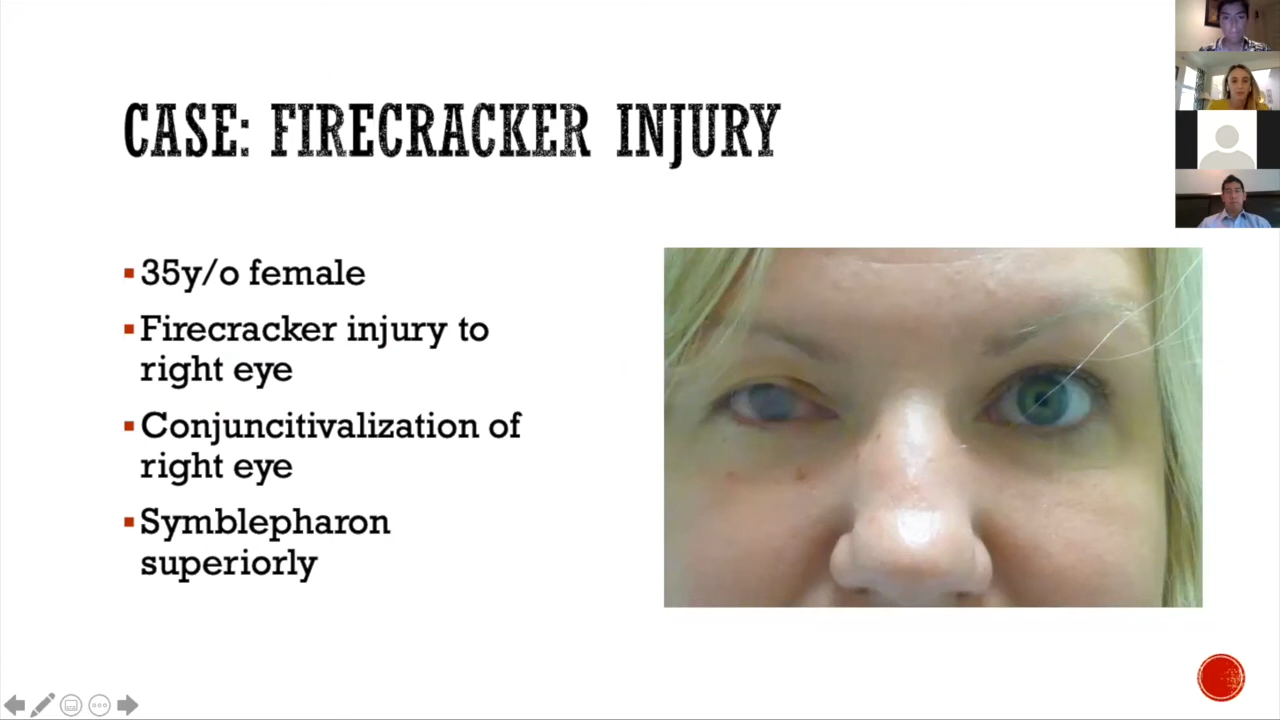 CASE: FIRECRACKER INJURY
35y/o female
Firecracker injury to
right eye
Conjuncitivalization of
right eye
Symblepharon
superiorly